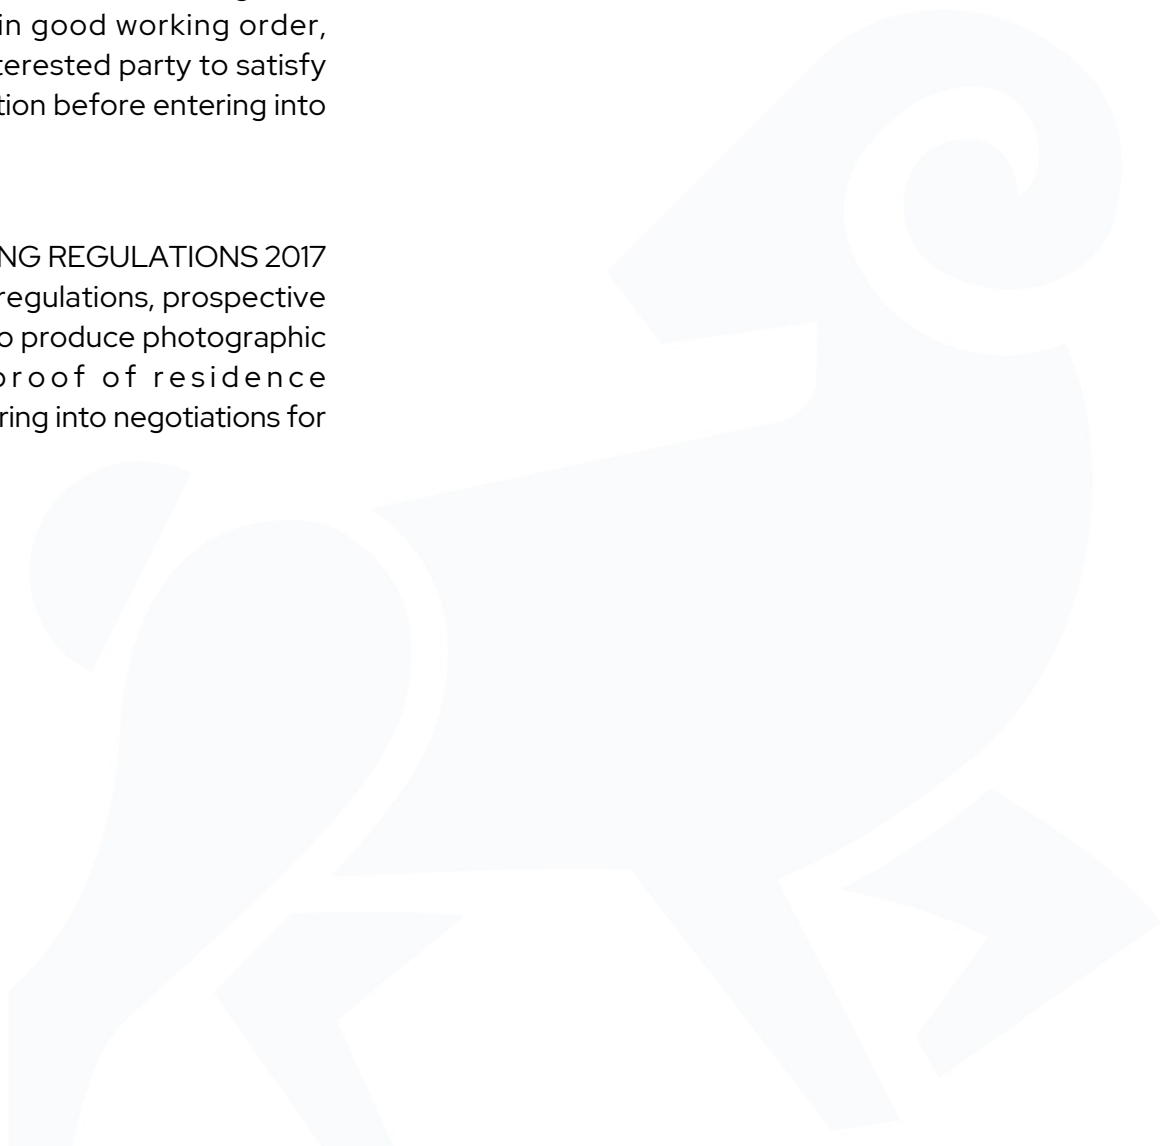 in good working order,
terested party to satisfy
tion before entering into
NG REGULATIONS 2017
regulations, prospective
o produce photographic
proof of residence
ring into negotiations for